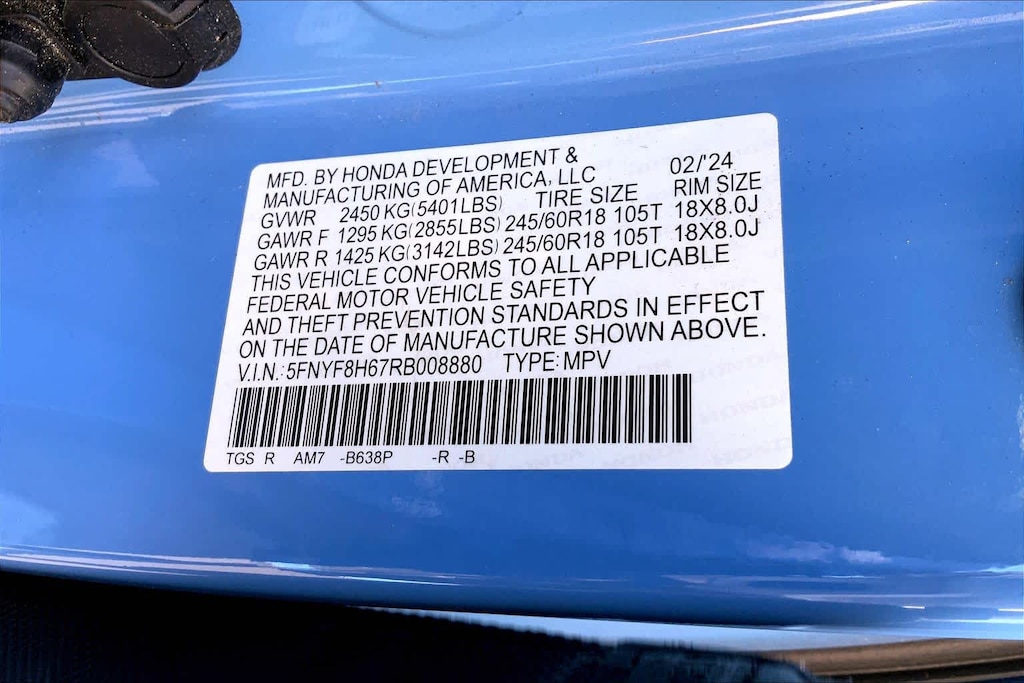 MFD. BY HONDA DEVELOPMENT &
MANUFACTURING OF AMERICA, LLC 02/'24
GVWR 2450 KG(5401LBS) TIRE SIZE RIM SIZE
GAWR F 1295 KG(2855LBS) 245/60R18 105T 18X8.0J
GAWR R 1425 KG(3142LBS) 245/60R18 105T 18X8.0J
THIS VEHICLE CONFORMS TO ALL APPLICABLE
FEDERAL MOTOR VEHICLE SAFETY
AND THEFT PREVENTION STANDARDS IN EFFECT
ON THE DATE OF MANUFACTURE SHOWN ABOVE.
V.I.N.: 5FNYF8H67RB008880 TYPE: MPV
TGS R AM7 -B638P -R -B